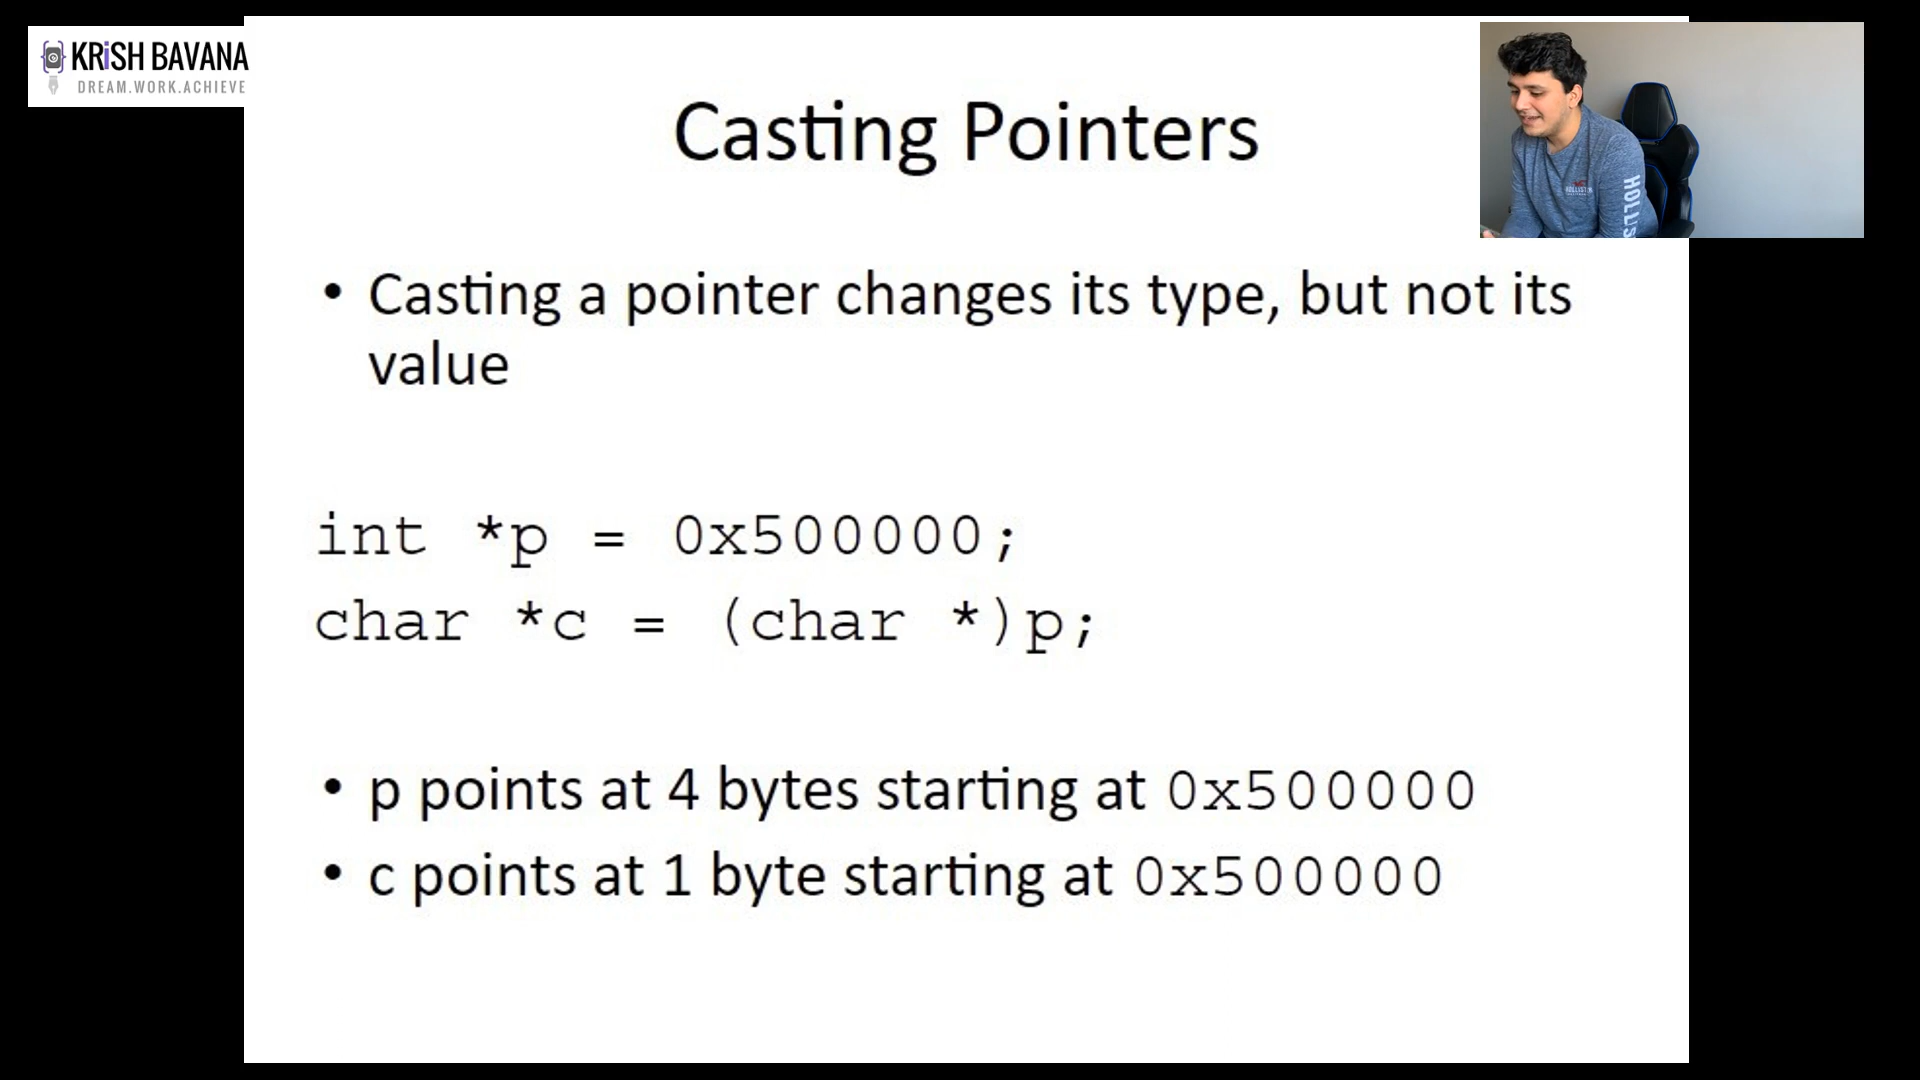 KRiSH BAVANA
DREAM.WORK.ACHIEVE
Casting Pointers
• Casting a pointer changes its type, but not its
value
int *p = 0x500000;
char *c = (char *)p;
• p points at 4 bytes starting at 0x500000
• c points at 1 byte starting at 0x500000
HOLLIS